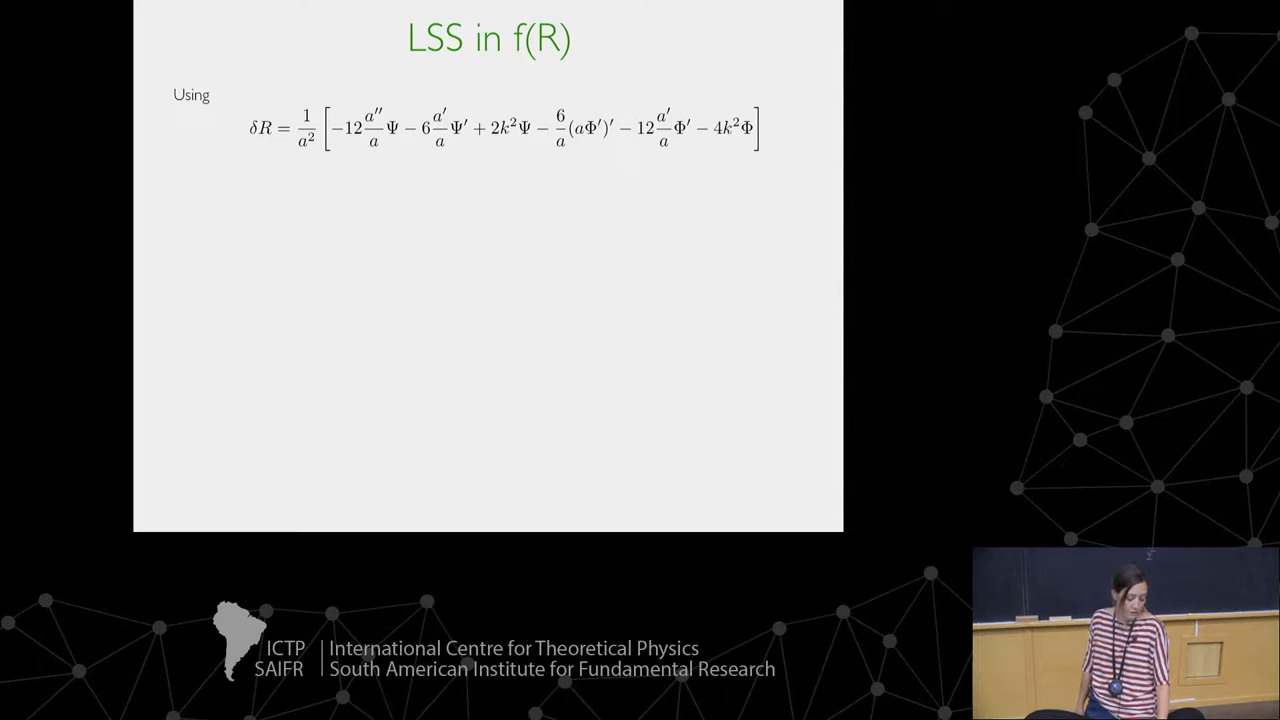 LSS in f(R)
Using
δR = 1/a² [ −12 a″/a Ψ − 6 a′/a Ψ′ + 2k²Ψ − 6/a (aΦ′)′ − 12 a′/a Φ′ − 4k²Φ ]
ICTP | International Centre for Theoretical Physics
SAIFR | South American Institute for Fundamental Research